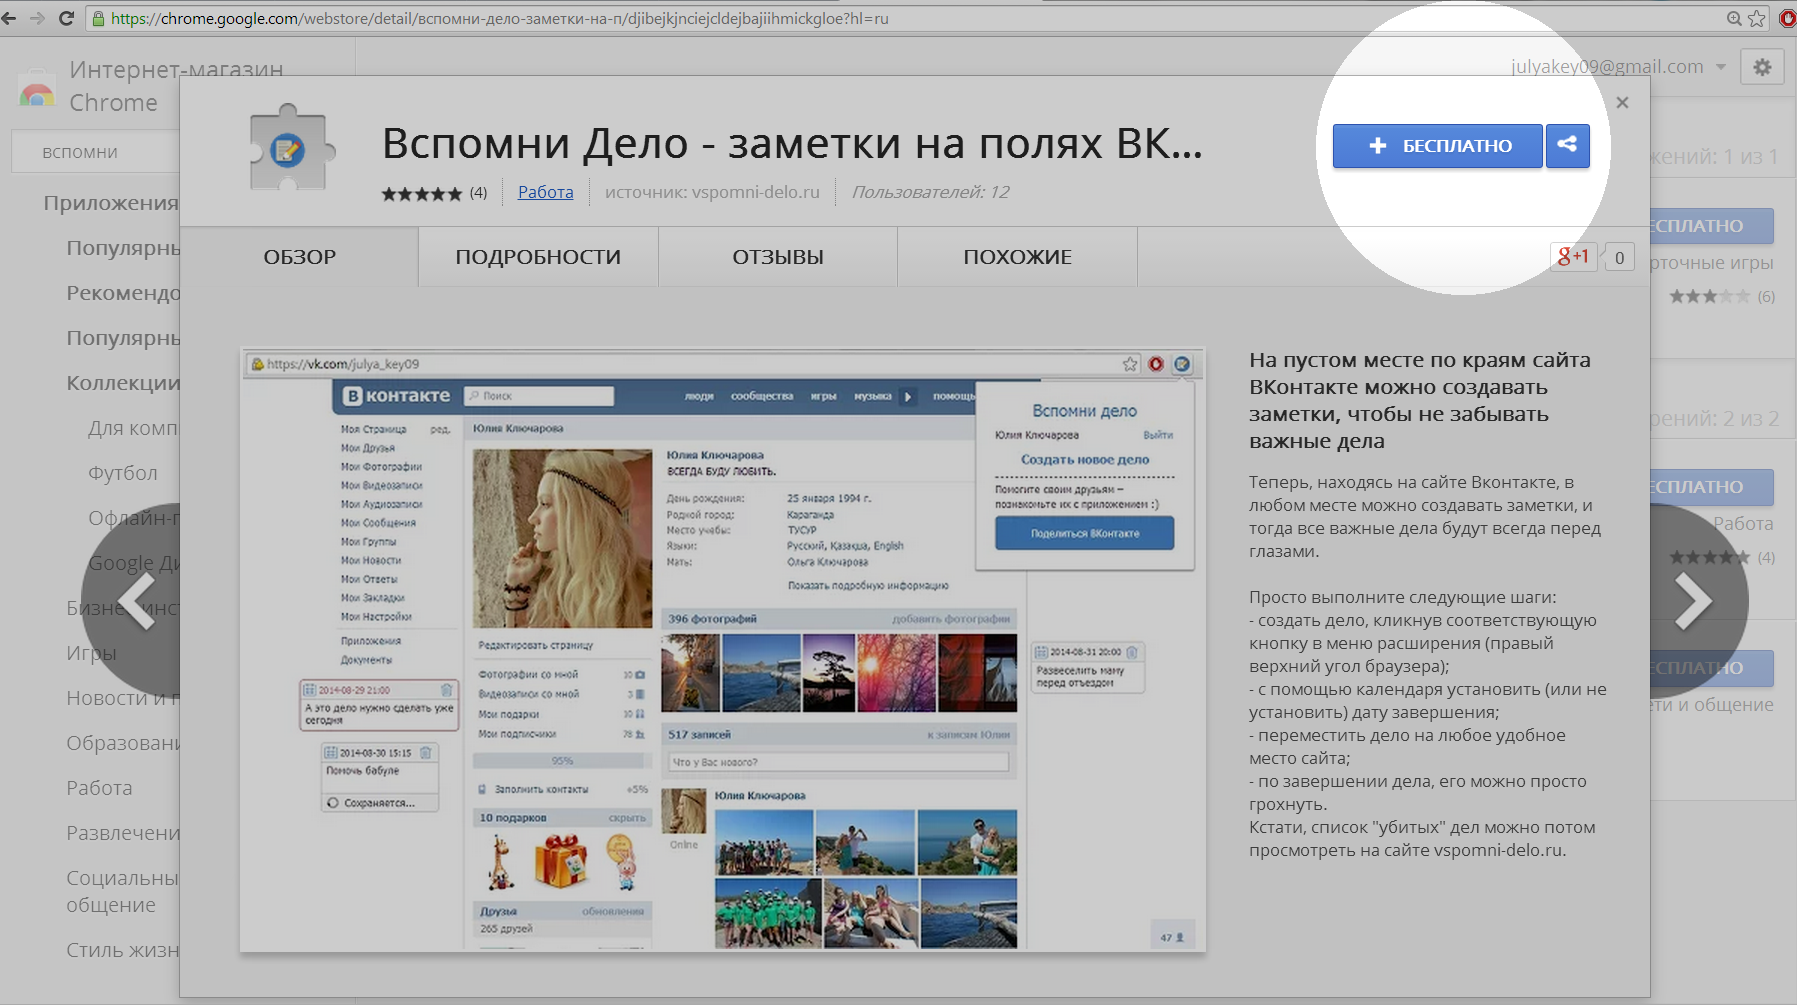 https://chrome.google.com/webstore/detail/вспомни-дело-заметки-на-п/djibejkjnciejcldejbajiihmickgloe?hl=ru
Интернет-магазин
Chrome
julyakey09@gmail.com
вспомни
Приложения
Популярны
Рекомендо
Популярны
Коллекции
Для комп
Футбол
Офлайн-п
Google Ди
Бизнес-инс
Игры
Новости и п
Образовани
Работа
Развлечени
Социальны
общение
Стиль жизн
Вспомни Дело - заметки на полях ВК...
(4)
Работа
источник: vspomni-delo.ru
Пользователей: 12
БЕСПЛАТНО
ОБЗОР
ПОДРОБНОСТИ
ОТЗЫВЫ
ПОХОЖИЕ
g+1
0
https://vk.com/julya_key09
В контакте
Поиск
люди
сообщества
игры
музыка
помощь
Моя Страница
ред.
Мои Друзья
Мои Фотографии
Мои Видеозаписи
Мои Аудиозаписи
Мои Сообщения
Мои Группы
Мои Новости
Мои Ответы
Мои Закладки
Мои Настройки
Приложения
Документы
2014-08-29 21:00
А это дело нужно сделать уже
сегодня
2014-08-30 15:15
Помочь бабуле
Сохраняется...
Юлия Ключарова
Редактировать страницу
Фотографии со мной 10
Видеозаписи со мной 3
Мои подарки 10
Мои подписчики 78
95%
Заполнить контакты +5%
10 подарков скрыть
Друзья обновления
265 друзей
Юлия Ключарова
ВСЕГДА БУДУ ЛЮБИТЬ.
День рождения: 25 января 1994 г.
Родной город: Караганда
Место учебы: ТУСУР
Языки: Русский, Қазақша, English
Мать: Ольга Ключарова
Показать подробную информацию
396 фотографий добавить фотографии
517 записей к записям Юлии
Что у Вас нового?
Юлия Ключарова
Online
Вспомни дело
Юлия Ключарова Выйти
Создать новое дело
Помогите своим друзьям –
познакомьте их с приложением :)
Поделиться ВКонтакте
2014-08-31 20:00
Развеселить маму
перед отъездом
47
На пустом месте по краям сайта
ВКонтакте можно создавать
заметки, чтобы не забывать
важные дела
Теперь, находясь на сайте Вконтакте, в
любом месте можно создавать заметки, и
тогда все важные дела будут всегда перед
глазами.
Просто выполните следующие шаги:
- создать дело, кликнув соответствующую
кнопку в меню расширения (правый
верхний угол браузера);
- с помощью календаря установить (или не
установить) дату завершения;
- переместить дело на любое удобное
место сайта;
- по завершении дела, его можно просто
грохнуть.
Кстати, список "убитых" дел можно потом
просмотреть на сайте vspomni-delo.ru.
жений: 1 из 1
ЕСПЛАТНО
рточные игры
(6)
рений: 2 из 2
ЕСПЛАТНО
Работа
(4)
ЕСПЛАТНО
ети и общение